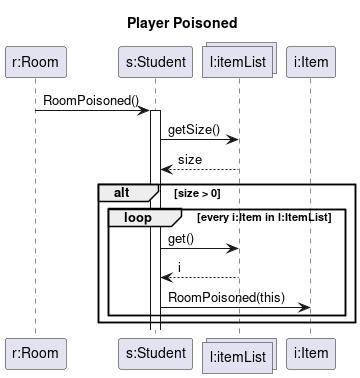 Player Poisoned
r:Room
s:Student
l:itemList
i:Item
RoomPoisoned()
getSize()
size
alt
[size > 0]
loop
[every i:Item in l:ItemList]
get()
i
RoomPoisoned(this)
r:Room
s:Student
l:itemList
i:Item